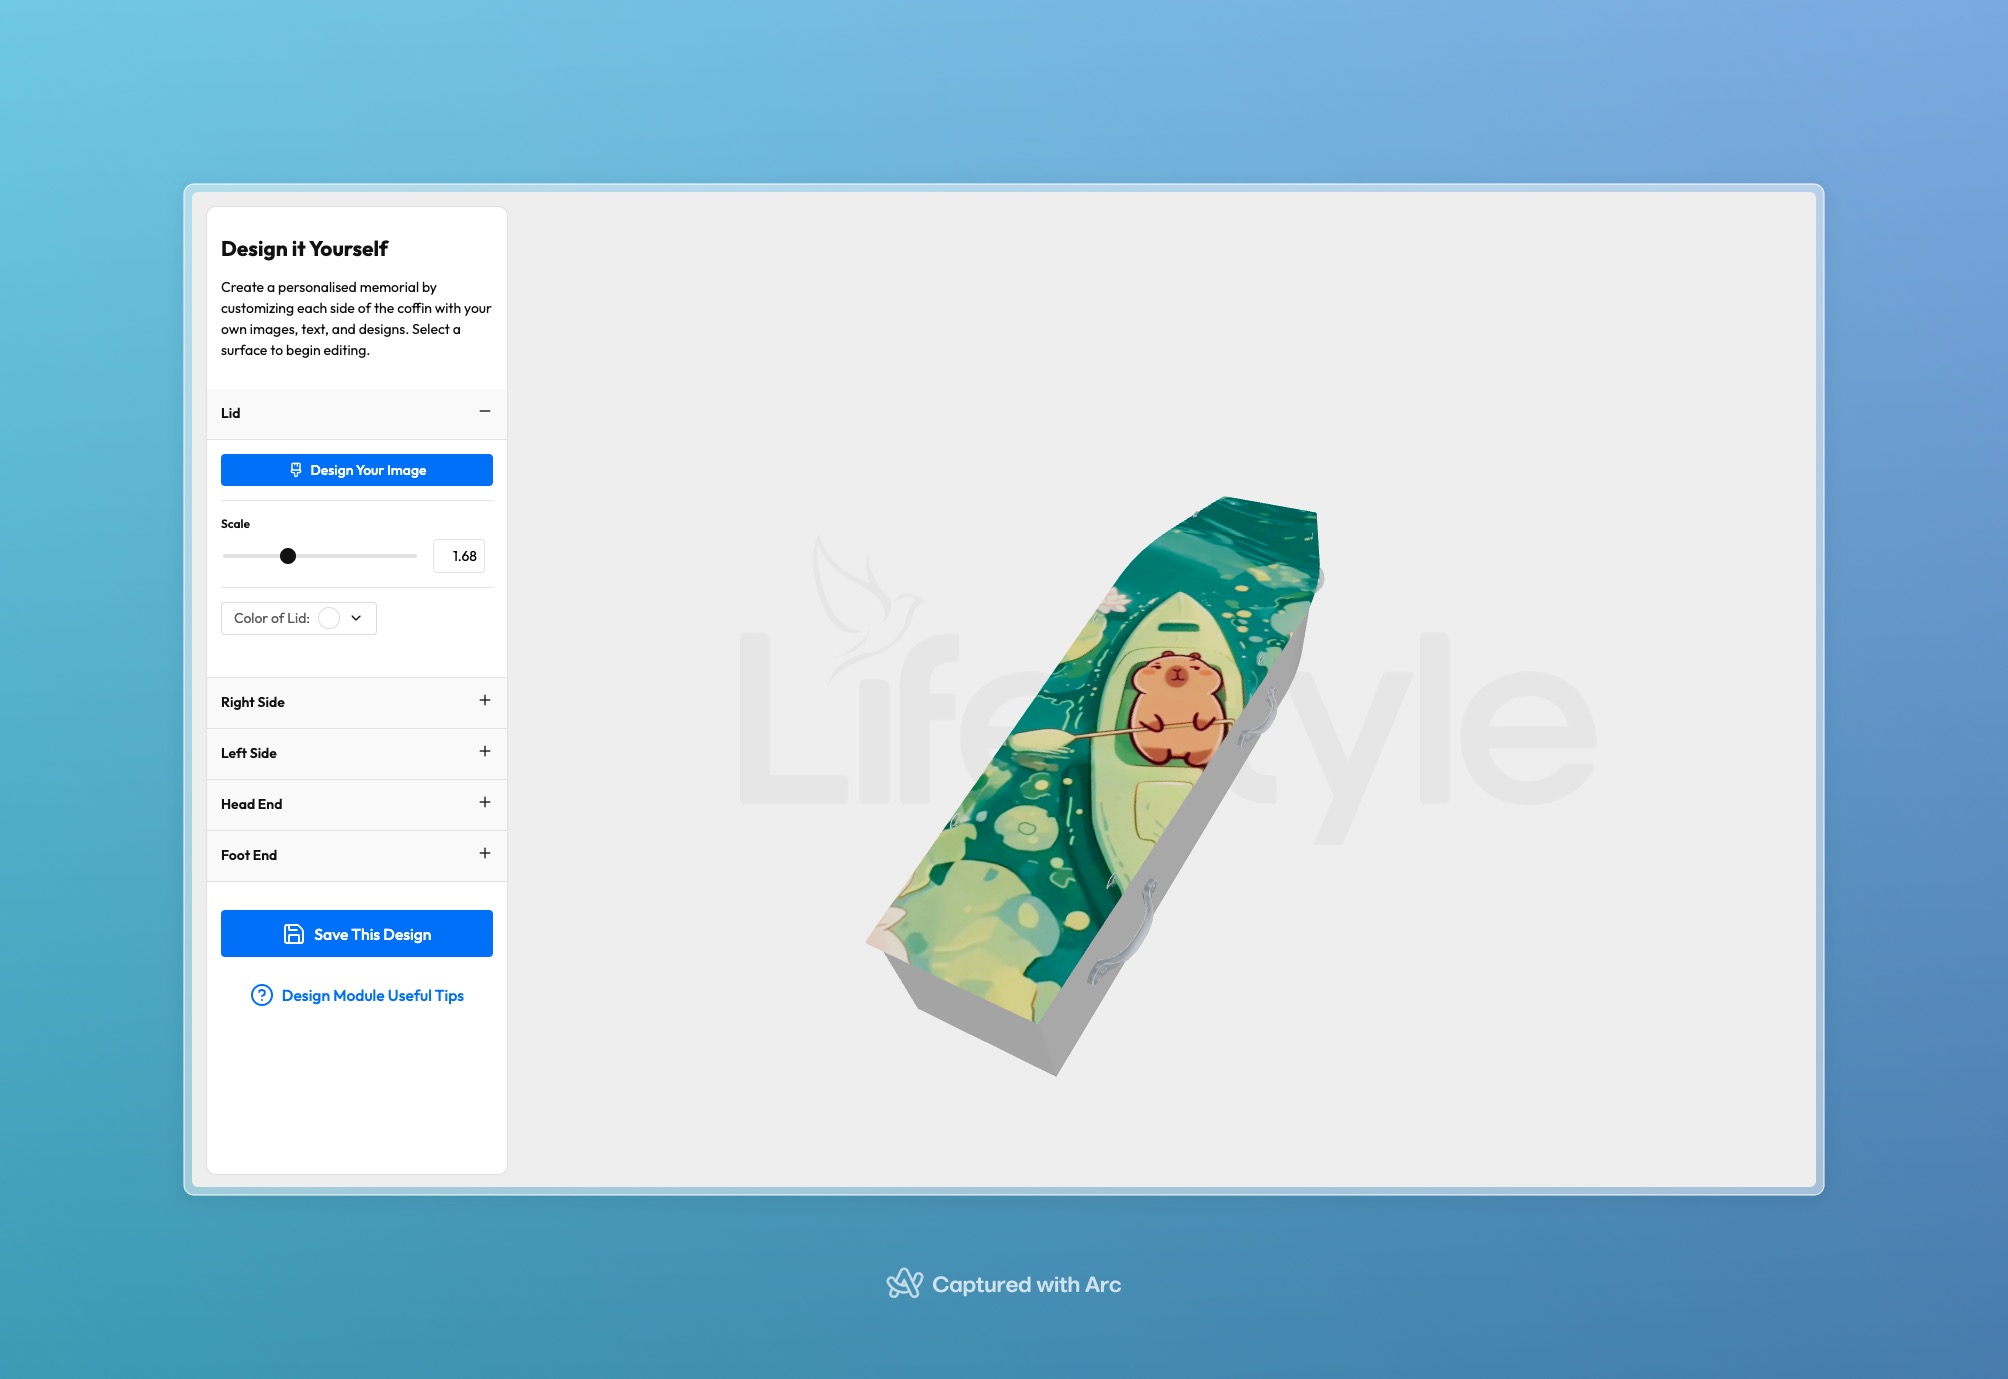 Design it Yourself
Create a personalised memorial by
customizing each side of the coffin with your
own images, text, and designs. Select a
surface to begin editing.
Lid
Design Your Image
Scale
1.68
Color of Lid:
Right Side
Left Side
Head End
Foot End
Save This Design
Design Module Useful Tips
Lifestyle
Captured with Arc